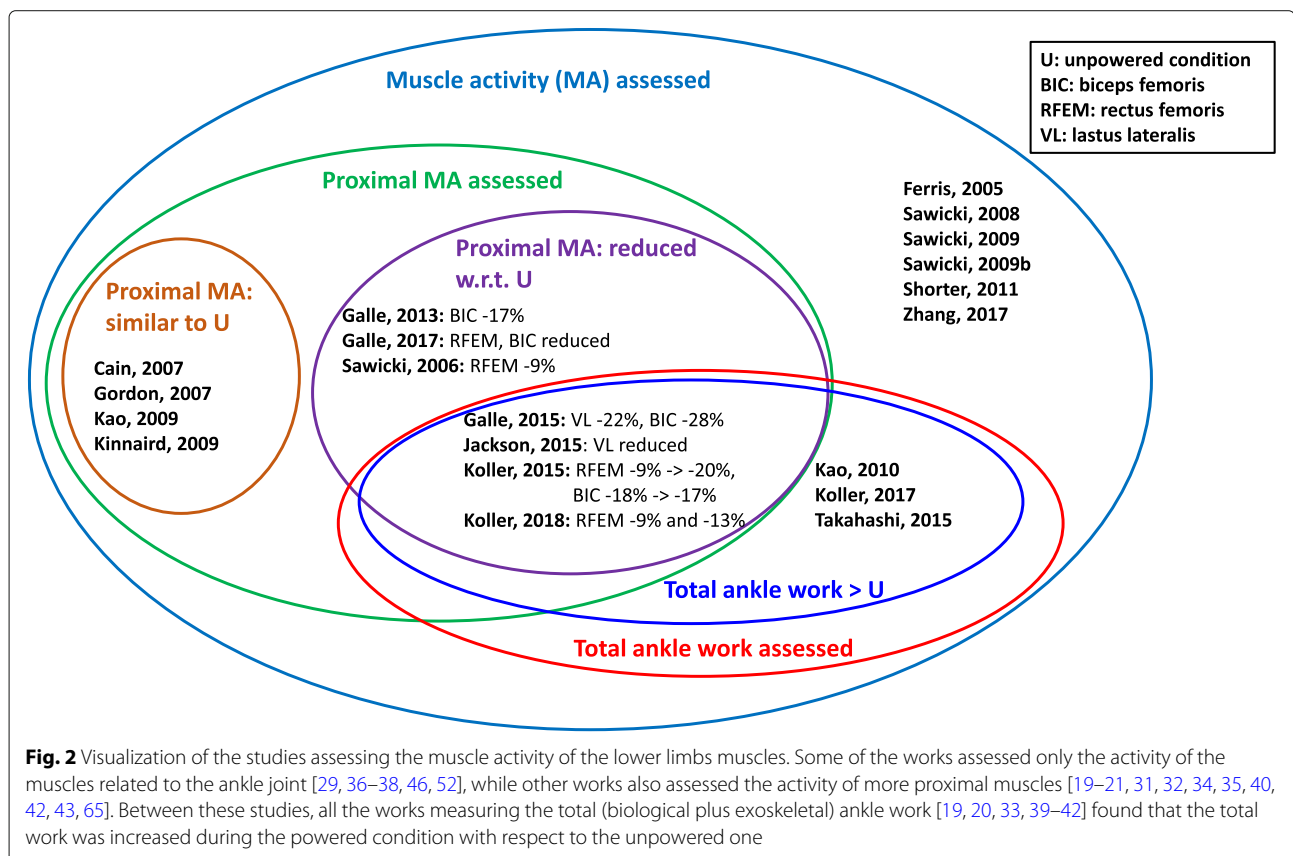 Muscle activity (MA) assessed
U: unpowered condition
BIC: biceps femoris
RFEM: rectus femoris
VL: lastus lateralis
Proximal MA assessed
Ferris, 2005
Sawicki, 2008
Sawicki, 2009
Sawicki, 2009b
Shorter, 2011
Zhang, 2017
Proximal MA: reduced
w.r.t. U
Proximal MA:
similar to U
Galle, 2013: BIC -17%
Galle, 2017: RFEM, BIC reduced
Sawicki, 2006: RFEM -9%
Cain, 2007
Gordon, 2007
Kao, 2009
Kinnaird, 2009
Galle, 2015: VL -22%, BIC -28%
Jackson, 2015: VL reduced
Koller, 2015: RFEM -9% -> -20%,
BIC -18% -> -17%
Koller, 2018: RFEM -9% and -13%
Kao, 2010
Koller, 2017
Takahashi, 2015
Total ankle work > U
Total ankle work assessed
Fig. 2 Visualization of the studies assessing the muscle activity of the lower limbs muscles. Some of the works assessed only the activity of the
muscles related to the ankle joint [29, 36–38, 46, 52], while other works also assessed the activity of more proximal muscles [19–21, 31, 32, 34, 35, 40,
42, 43, 65]. Between these studies, all the works measuring the total (biological plus exoskeletal) ankle work [19, 20, 33, 39–42] found that the total
work was increased during the powered condition with respect to the unpowered one